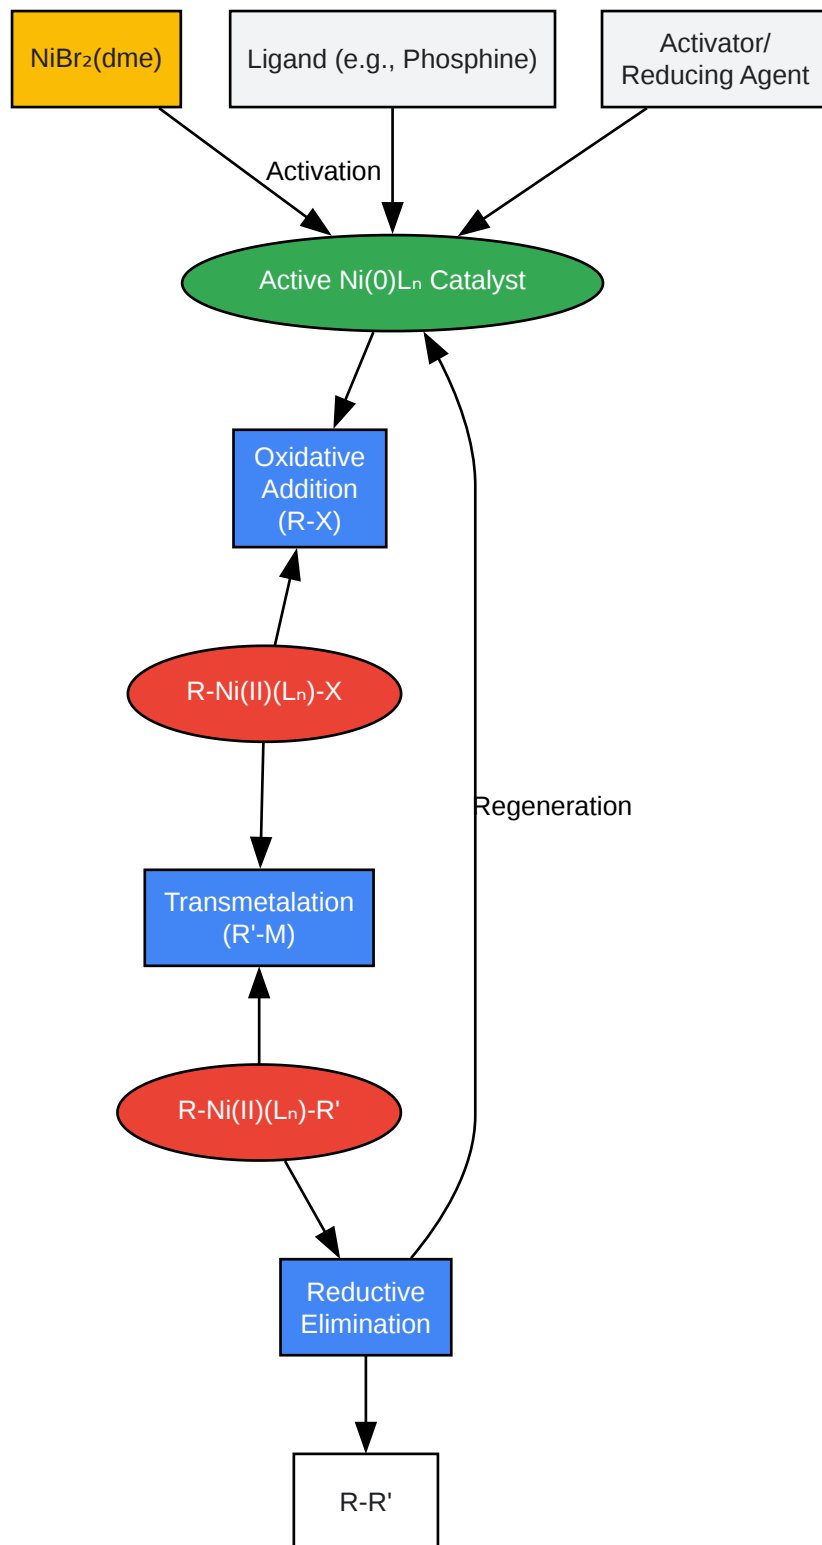 NiBr₂(dme)
Ligand (e.g., Phosphine)
Activator/
Reducing Agent
Activation
Active Ni(0)Lₙ Catalyst
Oxidative
Addition
(R-X)
R-Ni(II)(Lₙ)-X
Regeneration
Transmetalation
(R'-M)
R-Ni(II)(Lₙ)-R'
Reductive
Elimination
R-R'